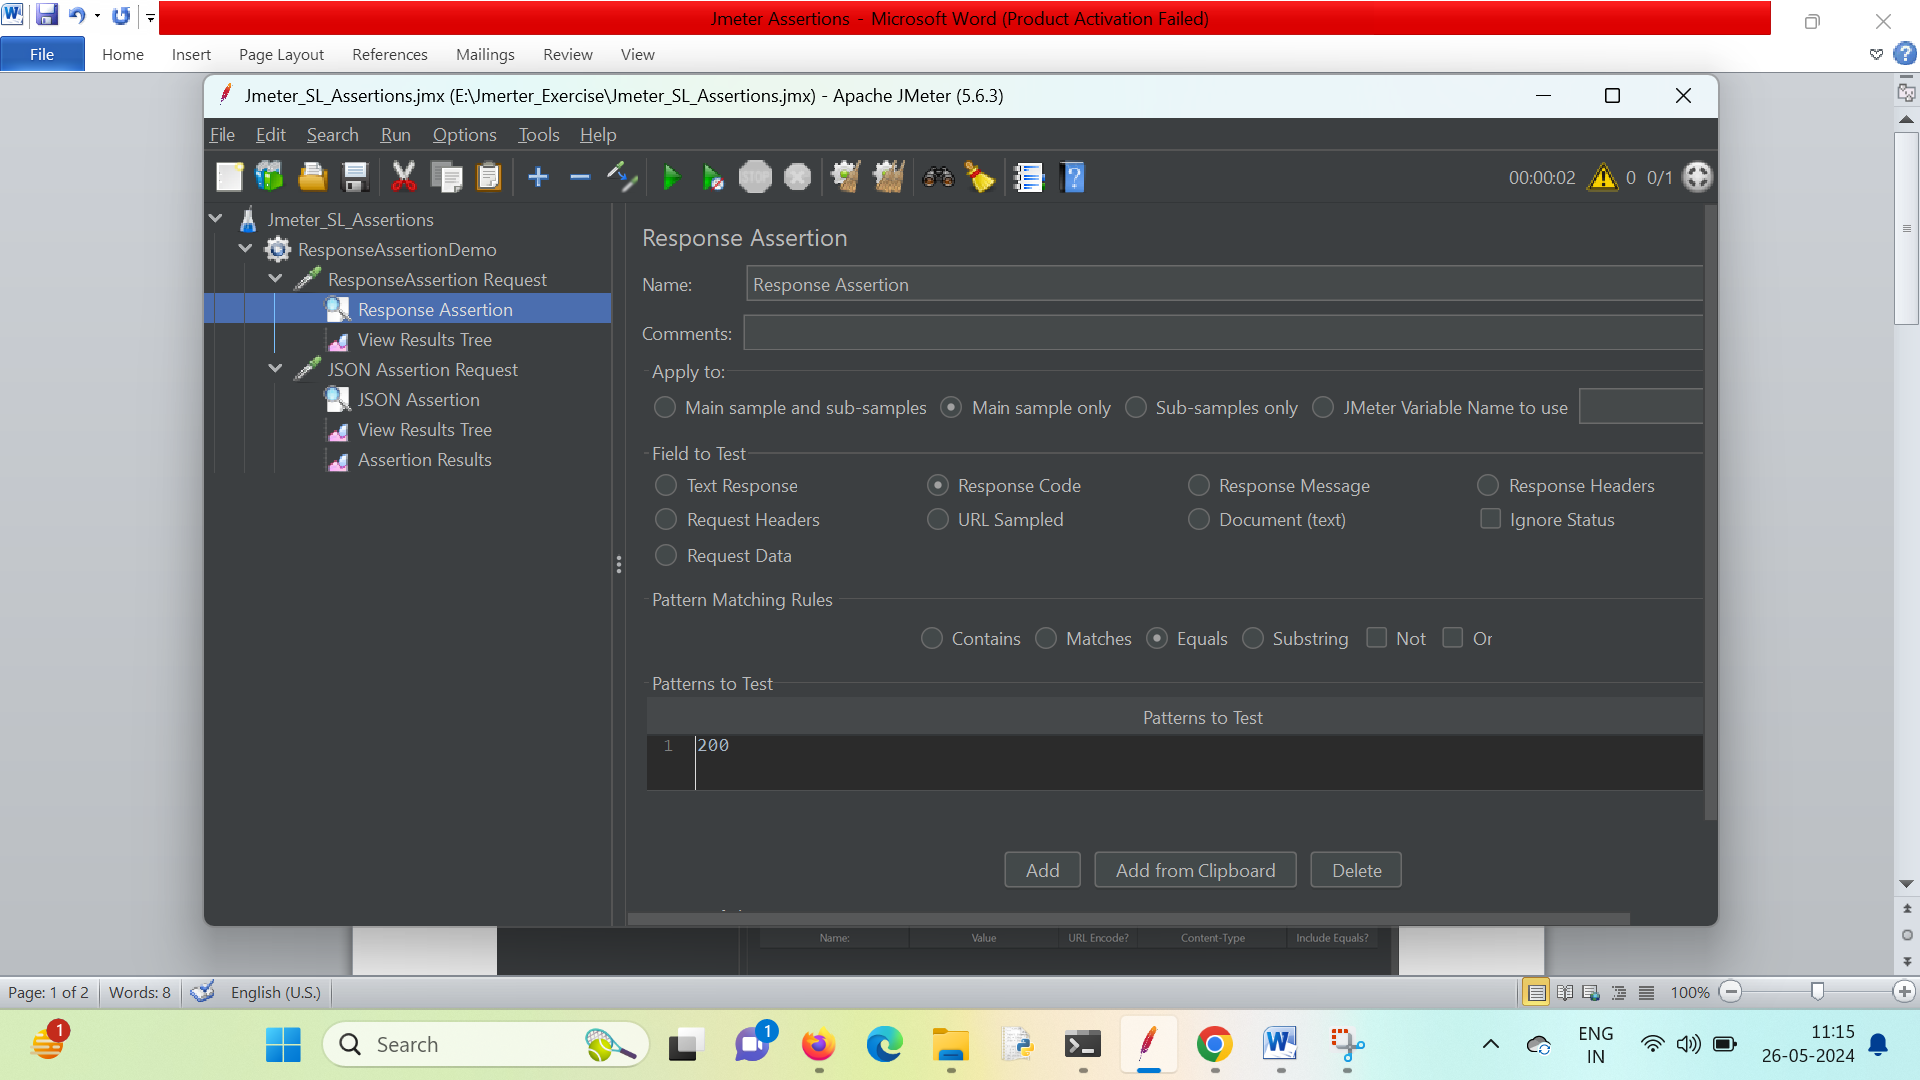 Jmeter Assertions - Microsoft Word (Product Activation Failed)
File Home Insert Page Layout References Mailings Review View
Jmeter_SL_Assertions.jmx (E:\Jmerter_Exercise\Jmeter_SL_Assertions.jmx) - Apache JMeter (5.6.3)
File Edit Search Run Options Tools Help
STOP
00:00:02 0 0/1
Jmeter_SL_Assertions
ResponseAssertionDemo
ResponseAssertion Request
Response Assertion
View Results Tree
JSON Assertion Request
JSON Assertion
View Results Tree
Assertion Results
Response Assertion
Name: Response Assertion
Comments:
Apply to:
Main sample and sub-samples Main sample only Sub-samples only JMeter Variable Name to use
Field to Test
Text Response Response Code Response Message Response Headers
Request Headers URL Sampled Document (text) Ignore Status
Request Data
Pattern Matching Rules
Contains Matches Equals Substring Not Or
Patterns to Test
Patterns to Test
1 200
Add Add from Clipboard Delete
Name: Value URL Encode? Content-Type Include Equals?
Page: 1 of 2 Words: 8 English (U.S.) 100%
1 Search 1 ENG IN 11:15
26-05-2024